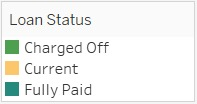 Loan Status
Charged Off
Current
Fully Paid